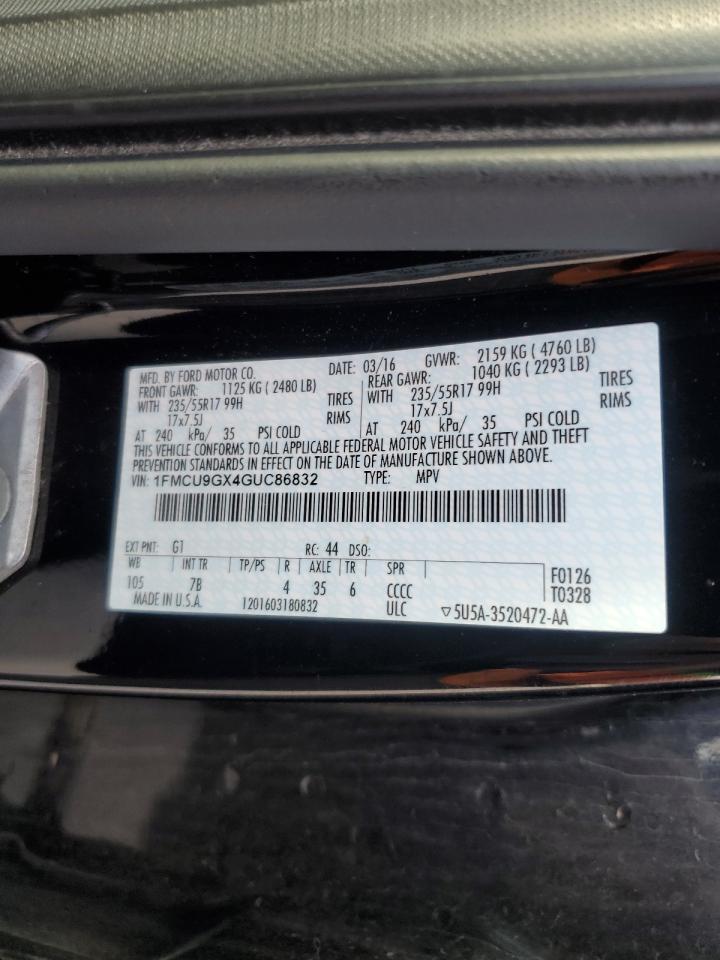 MFD. BY FORD MOTOR CO. DATE: 03/16 GVWR: 2159 KG ( 4760 LB)
FRONT GAWR: 1125 KG ( 2480 LB) REAR GAWR: 1040 KG ( 2293 LB)
WITH 235/55R17 99H TIRES WITH 235/55R17 99H TIRES
17x7.5J RIMS 17x7.5J RIMS
AT 240 kPa/ 35 PSI COLD AT 240 kPa/ 35 PSI COLD
THIS VEHICLE CONFORMS TO ALL APPLICABLE FEDERAL MOTOR VEHICLE SAFETY AND THEFT
PREVENTION STANDARDS IN EFFECT ON THE DATE OF MANUFACTURE SHOWN ABOVE.
VIN: 1FMCU9GX4GUC86832 TYPE: MPV
EXT PNT: G1 RC: 44 DSO:
WB INT TR TP/PS R AXLE TR SPR F0126
105 7B 4 35 6 CCCC T0328
MADE IN U.S.A. 1201603180832 ULC ▽5U5A-3520472-AA